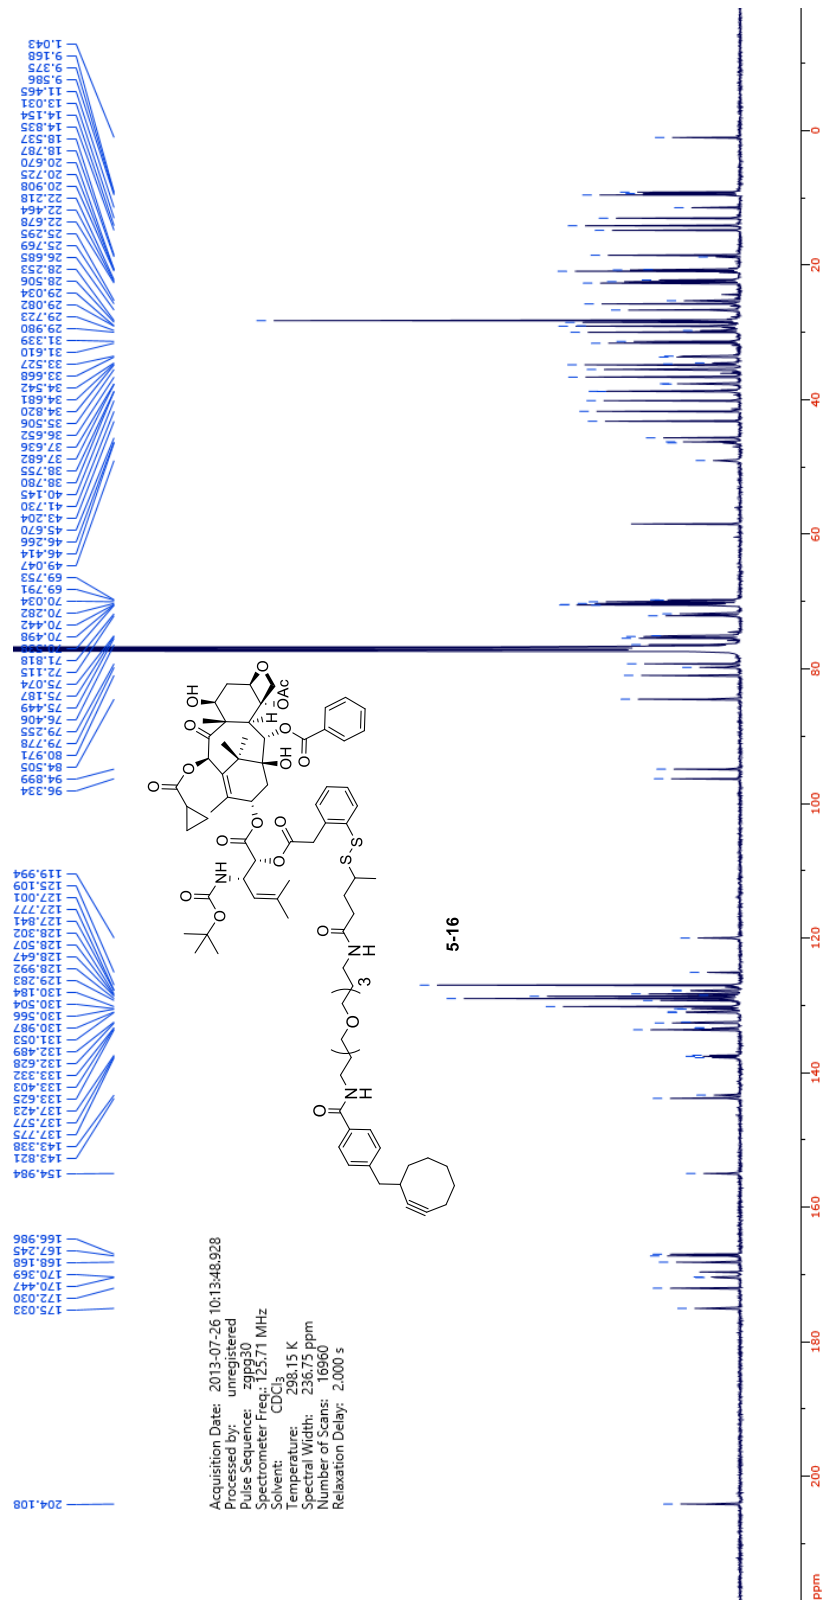 1.043
9.168
9.375
9.586
11.465
13.031
14.154
14.835
18.537
18.787
20.670
20.725
20.908
22.218
22.464
22.678
25.295
25.769
26.685
28.253
28.506
29.034
29.082
29.723
29.980
31.339
31.610
33.527
33.668
34.542
34.681
34.820
35.506
36.652
37.636
37.682
38.755
38.780
40.145
41.730
43.204
45.670
46.266
46.414
49.047
69.753
69.791
70.034
70.282
70.442
70.498
71.818
72.115
75.074
75.187
75.449
76.406
79.255
79.778
80.971
84.505
94.899
96.334
119.994
125.109
127.001
127.777
127.841
128.302
128.507
128.647
128.992
129.283
130.184
130.504
130.566
130.987
131.053
132.489
132.628
133.332
133.403
133.625
137.423
137.577
137.775
143.338
143.821
154.984
166.986
167.245
168.168
170.369
170.447
172.030
175.033
204.108
Acquisition Date: 2013-07-26 10:13:48.928
Processed by: unregistered
Pulse Sequence: zgpg30
Spectrometer Freq.: 125.71 MHz
Solvent: CDCl3
Temperature: 298.15 K
Spectral Width: 236.75 ppm
Number of Scans: 16960
Relaxation Delay: 2.000 s
OH
O
O
OAc
H
O
O
O
O
OH
O
O
O
O
O
NH
O
O
S
S
O
N
H
3
O
N
H
O
5-16
0
20
40
60
80
100
120
140
160
180
200
ppm